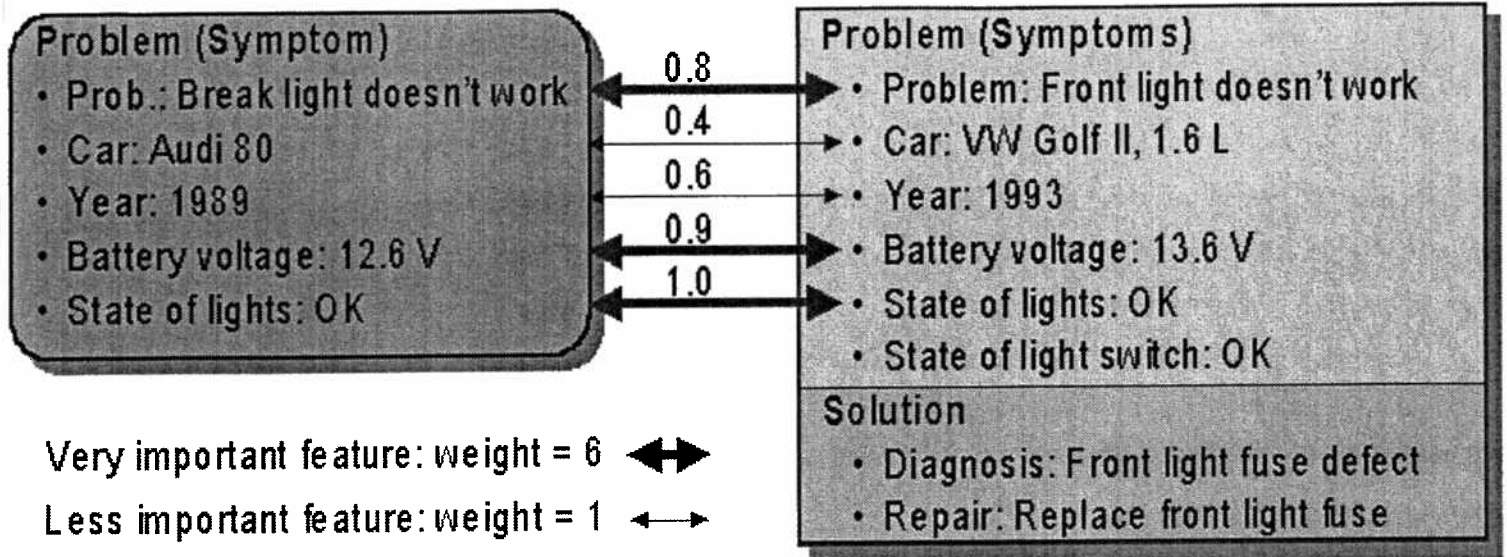 Problem (Symptom)
• Prob.: Break light doesn't work
• Car: Audi 80
• Year: 1989
• Battery voltage: 12.6 V
• State of lights: OK
0.8
0.4
0.6
0.9
1.0
Problem (Symptoms)
• Problem: Front light doesn't work
• Car: VW Golf II, 1.6 L
• Year: 1993
• Battery voltage: 13.6 V
• State of lights: OK
• State of light switch: OK
Solution
• Diagnosis: Front light fuse defect
• Repair: Replace front light fuse
Very important feature: weight = 6
Less important feature: weight = 1